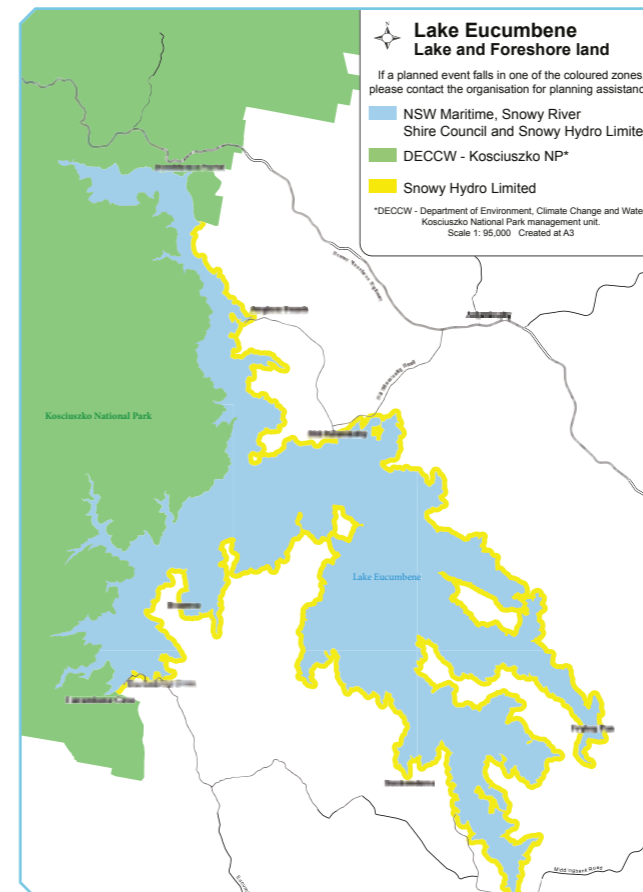 Lake Eucumbene
Lake and Foreshore land
If a planned event falls in one of the coloured zones,
please contact the organisation for planning assistanc
NSW Maritime, Snowy River
Shire Council and Snowy Hydro Limite
DECCW - Kosciuszko NP*
Snowy Hydro Limited
*DECCW - Department of Environment, Climate Change and Wate
Kosciuszko National Park management unit.
Scale 1: 95,000 Created at A3
Kosciuszko National Park
Lake Eucumbene
Frying Pan